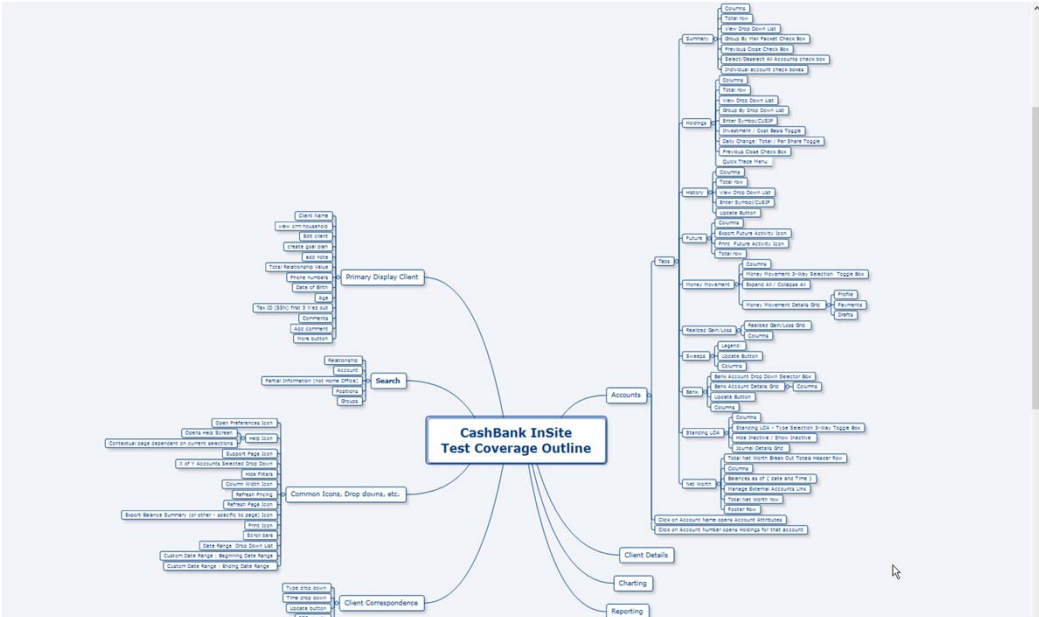 CashBank InSite
Test Coverage Outline
Primary Display Client
Client Name
view crm household
Edit client
create goal plan
add note
Total Relationship Value
Phone numbers
Date of Birth
Age
Tax ID (SSN) first 5 X'ed out
Comments
Add comment
More button
Search
Relationship
Account
Partial Information (not Home Office)
Positions
Groups
Common Icons, Drop downs, etc.
Open Preferences Icon
Help Icon
Opens Help Screen
Contextual page dependent on current selections
Support Page Icon
X of Y Accounts Selected Drop Down
Hide Filters
Column Width Icon
Refresh Pricing
Refresh Page Icon
Export Balance Summary (or other - specific to page) Icon
Print Icon
Scroll bars
Date Range Drop Down List
Custom Date Range : Beginning Date Range
Custom Date Range : Ending Date Range
Client Correspondence
Type drop down
Time drop down
Update button
Accounts
Tabs
Summary
Columns
Total row
View Drop Down List
Group By Mail Packet Check Box
Previous Close Check Box
Select/Deselect All Accounts check box
Individual account check boxes
Holdings
Columns
Total row
View Drop Down List
Group By Drop Down List
Enter Symbol/CUSIP
Investment / Cost Basis Toggle
Daily Change: Total / Per Share Toggle
Previous Close Check Box
Quick Trade Menu
History
Columns
Total row
View Drop Down List
Enter Symbol/CUSIP
Update Button
Future
Columns
Export Future Activity Icon
Print Future Activity Icon
Total row
Money Movement
Columns
Money Movement 3-Way Selection Toggle Box
Expand All / Collapse All
Money Movement Details Grid
Profile
Payments
Drafts
Realized Gain/Loss
Realized Gain/Loss Grid
Columns
Sweeps
Legend
Update Button
Columns
Bank
Bank Account Drop Down Selector Box
Bank Account Details Grid
Columns
Update Button
Columns
Standing LOA
Columns
Standing LOA - Type Selection 3-Way Toggle Box
Hide Inactive / Show Inactive
Journal Details Grid
Net Worth
Total Net Worth Break Out Totals Header Row
Columns
Balances as of ( date and Time )
Manage External Accounts Link
Total Net Worth row
Footer Row
Click on Account Name opens Account Attributes
Click on Account Number opens Holdings for that account
Client Details
Charting
Reporting